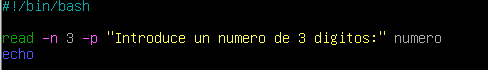 #!/bin/bash
read -n 3 -p "Introduce un numero de 3 digitos:" numero
echo